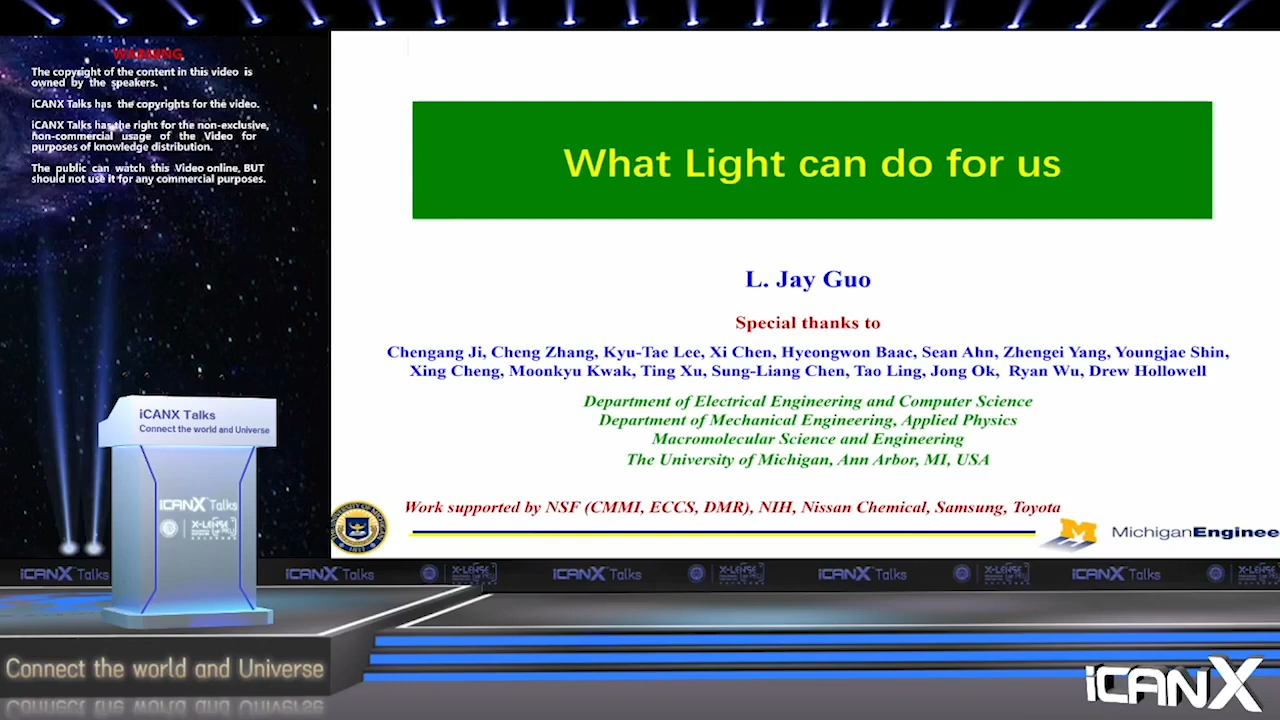 WARNING
The copyright of the content in this video is
owned by the speakers.
iCANX Talks has the copyrights for the video.
iCANX Talks has the right for the non-exclusive,
non-commercial usage of the Video for
purposes of knowledge distribution.
The public can watch this Video online, BUT
should not use it for any commercial purposes.
What Light can do for us
L. Jay Guo
Special thanks to
Chengang Ji, Cheng Zhang, Kyu-Tae Lee, Xi Chen, Hyeongwon Baac, Sean Ahn, Zhengei Yang, Youngjae Shin,
Xing Cheng, Moonkyu Kwak, Ting Xu, Sung-Liang Chen, Tao Ling, Jong Ok, Ryan Wu, Drew Hollowell
Department of Electrical Engineering and Computer Science
Department of Mechanical Engineering, Applied Physics
Macromolecular Science and Engineering
The University of Michigan, Ann Arbor, MI, USA
Work supported by NSF (CMMI, ECCS, DMR), NIH, Nissan Chemical, Samsung, Toyota
M
MichiganEnginee
iCANX Talks
Connect the world and Universe
iCANX Talks
X-LENSE
iCANX Talks
iCANX Talks
X-LENSE
iCANX Talks
X-LENSE
iCANX Talks
X-LENSE
iCANX Talks
X-LENSE
Connect the world and Universe
iCANX